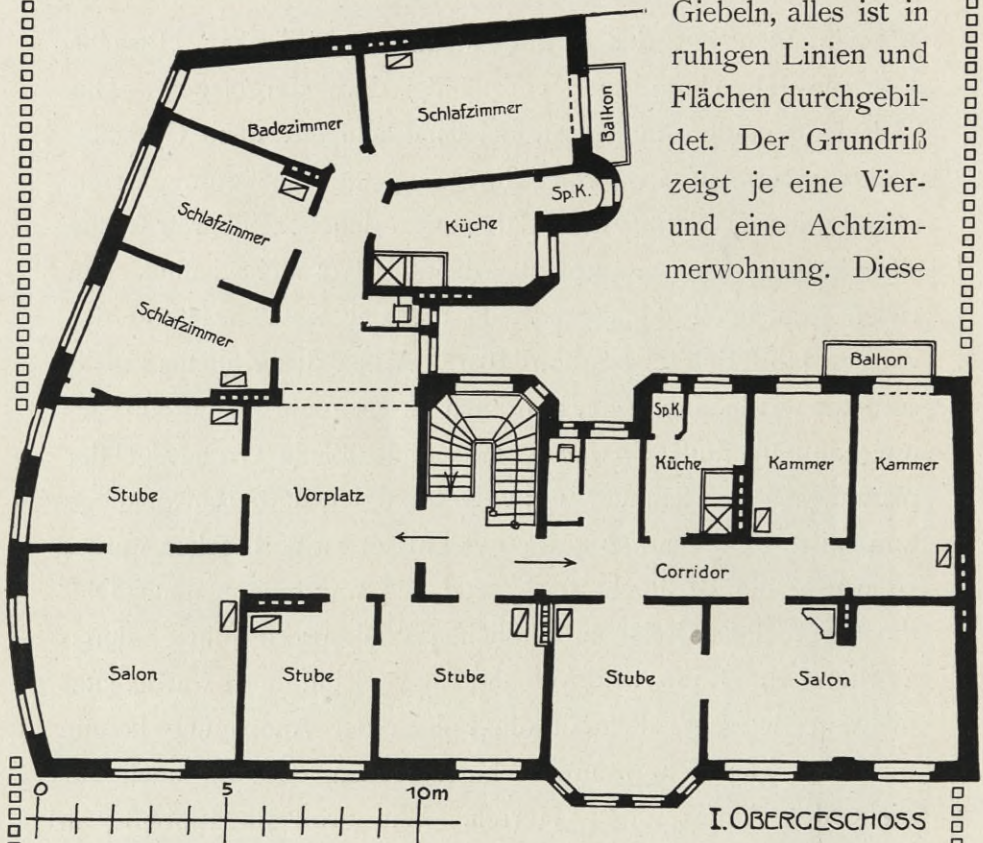 Giebeln, alles ist in
ruhigen Linien und
Flächen durchgebil-
det. Der Grundriß
zeigt je eine Vier-
und eine Achtzim-
merwohnung. Diese
Badezimmer
Schlafzimmer
Balkon
Schlafzimmer
Küche
Sp.K.
Schlafzimmer
Balkon
Stube
Vorplatz
Sp.K.
Küche
Kammer
Kammer
Corridor
Salon
Stube
Stube
Stube
Salon
0 5 10m
I. OBERGESCHOSS